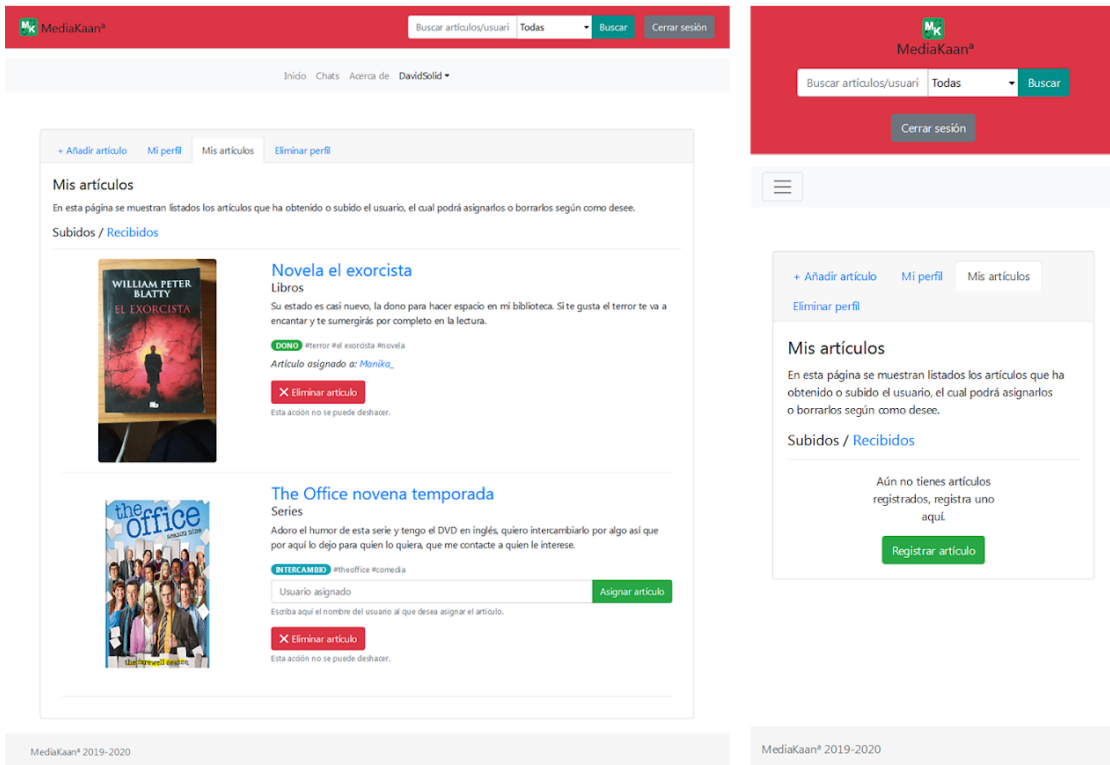 MK MediaKaanª
Buscar artículos/usuari Todas Buscar Cerrar sesión
Inicio Chats Acerca de DavidSolid
+ Añadir artículo Mi perfil Mis artículos Eliminar perfil
Mis artículos
En esta página se muestran listados los artículos que ha obtenido o subido el usuario, el cual podrá asignarlos o borrarlos según como desee.
Subidos / Recibidos
WILLIAM PETER
BLATTY
EL EXORCISTA
Novela el exorcista
Libros
Su estado es casi nuevo, la dono para hacer espacio en mi biblioteca. Si te gusta el terror te va a
encantar y te sumergirás por completo en la lectura.
DONO #terror #el exorcista #novela
Artículo asignado a: Monika_
✕ Eliminar artículo
Esta acción no se puede deshacer.
the
office
season nine
the farewell season
The Office novena temporada
Series
Adoro el humor de esta serie y tengo el DVD en inglés, quiero intercambiarlo por algo así que
por aquí lo dejo para quien lo quiera, que me contacte a quien le interese.
INTERCAMBIO #theoffice #comedia
Usuario asignado Asignar artículo
Escriba aquí el nombre del usuario al que desea asignar el artículo.
✕ Eliminar artículo
Esta acción no se puede deshacer.
MediaKaanª 2019-2020
MK
MediaKaanª
Buscar artículos/usuari Todas Buscar
Cerrar sesión
+ Añadir artículo Mi perfil Mis artículos
Eliminar perfil
Mis artículos
En esta página se muestran listados los artículos que ha
obtenido o subido el usuario, el cual podrá asignarlos
o borrarlos según como desee.
Subidos / Recibidos
Aún no tienes artículos
registrados, registra uno
aquí.
Registrar artículo
MediaKaanª 2019-2020